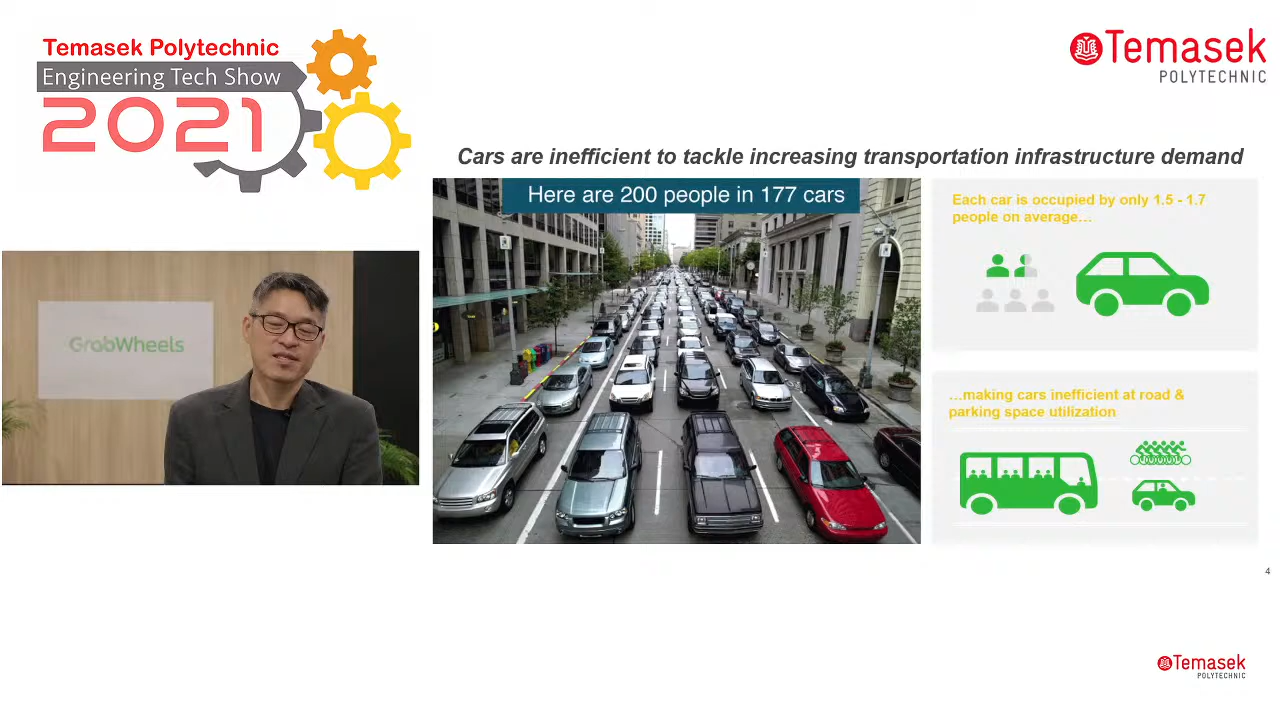 Temasek Polytechnic
Engineering Tech Show
2021
Temasek
POLYTECHNIC
Cars are inefficient to tackle increasing transportation infrastructure demand
Here are 200 people in 177 cars
Each car is occupied by only 1.5 - 1.7
people on average…
GrabWheels
…making cars inefficient at road &
parking space utilization
4
Temasek
POLYTECHNIC